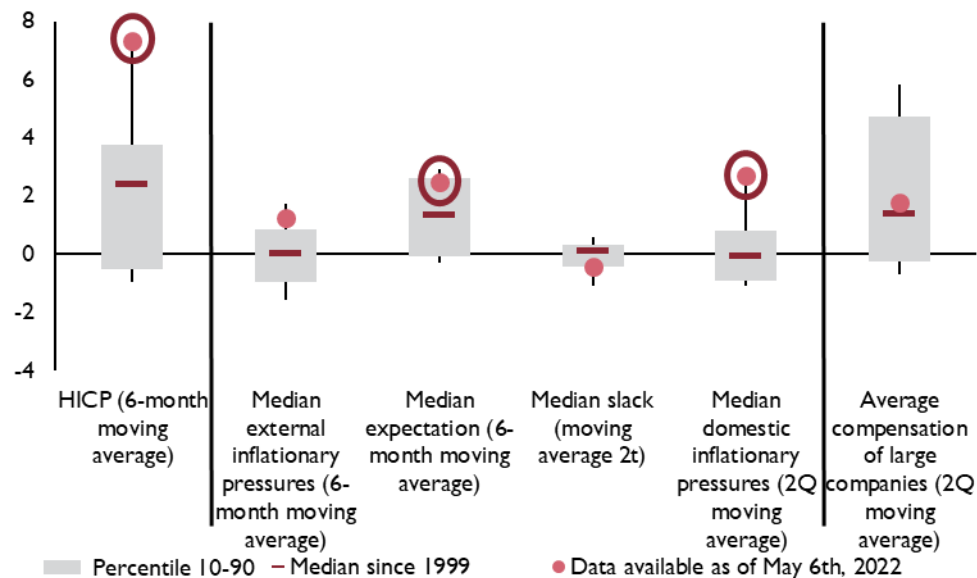 8
6
4
2
0
-2
-4
HICP (6-month
moving
average)
Median
external
inflationary
pressures (6-
month moving
average)
Median
expectation (6-
month moving
average)
Median slack
(moving
average 2t)
Median
domestic
inflationary
pressures (2Q
moving
average)
Average
compensation
of large
companies (2Q
moving
average)
Percentile 10-90
Median since 1999
Data available as of May 6th, 2022